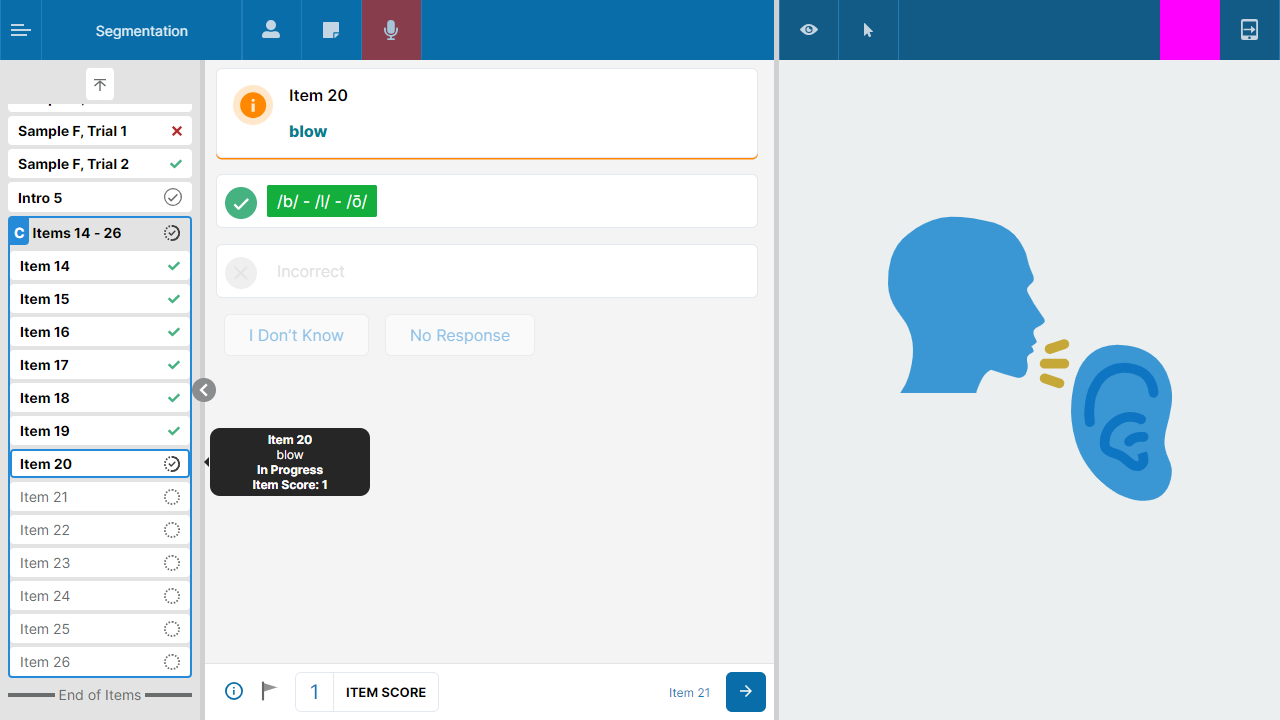 Segmentation
Sample F, Trial 1
Sample F, Trial 2
Intro 5
C Items 14 - 26
Item 14
Item 15
Item 16
Item 17
Item 18
Item 19
Item 20
Item 21
Item 22
Item 23
Item 24
Item 25
Item 26
End of Items
Item 20
blow
/b/ - /l/ - /ō/
Incorrect
I Don't Know
No Response
Item 20
blow
In Progress
Item Score: 1
1 ITEM SCORE
Item 21